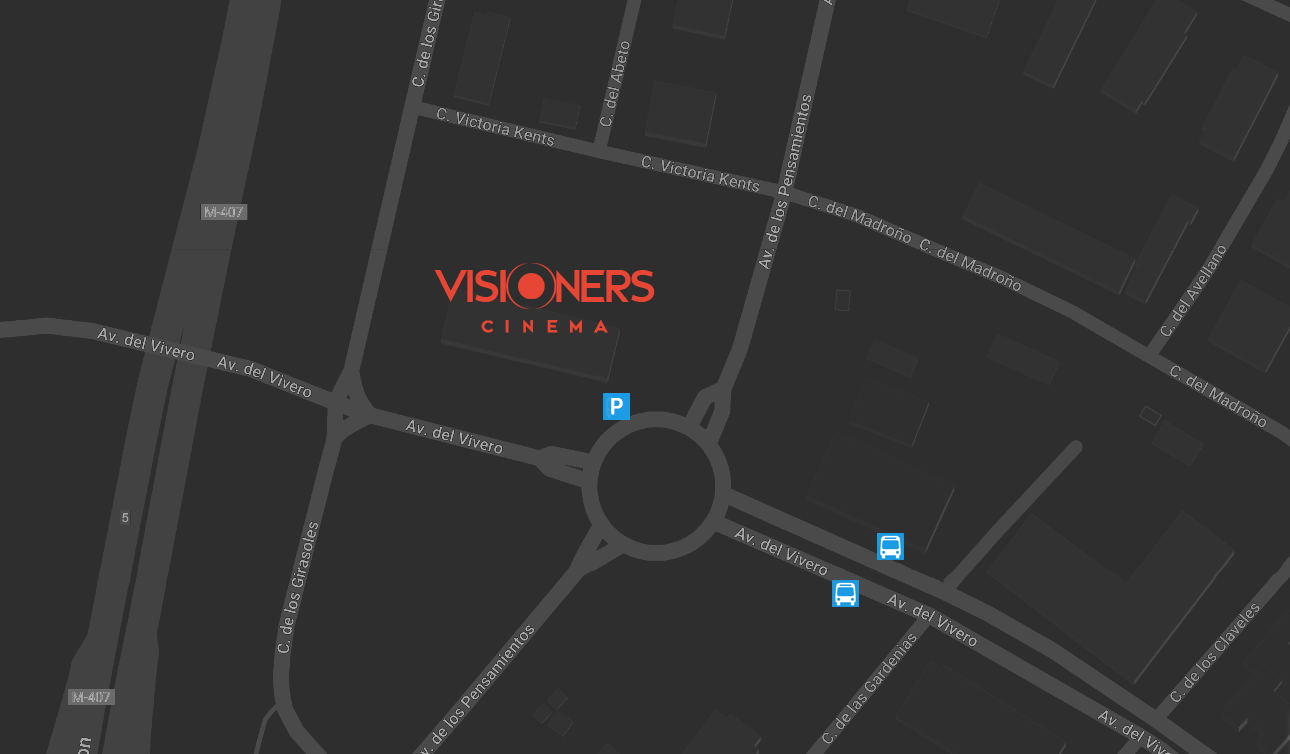 C. de los Gir
C. del Abeto
C. Victoria Kents
C. Victoria Kents
Av. de los Pensamientos
M-407
C. del Madroño
C. del Madroño
C. del Avellano
VISIONERS
CINEMA
Av. del Vivero
Av. del Vivero
C. del Madroño
P
Av. del Vivero
5
Av. del Vivero
C. de los Girasoles
Av. del Vivero
C. de los Claveles
v. de los Pensamientos
C. de las Gardenias
M-407
Av. del Vive
on